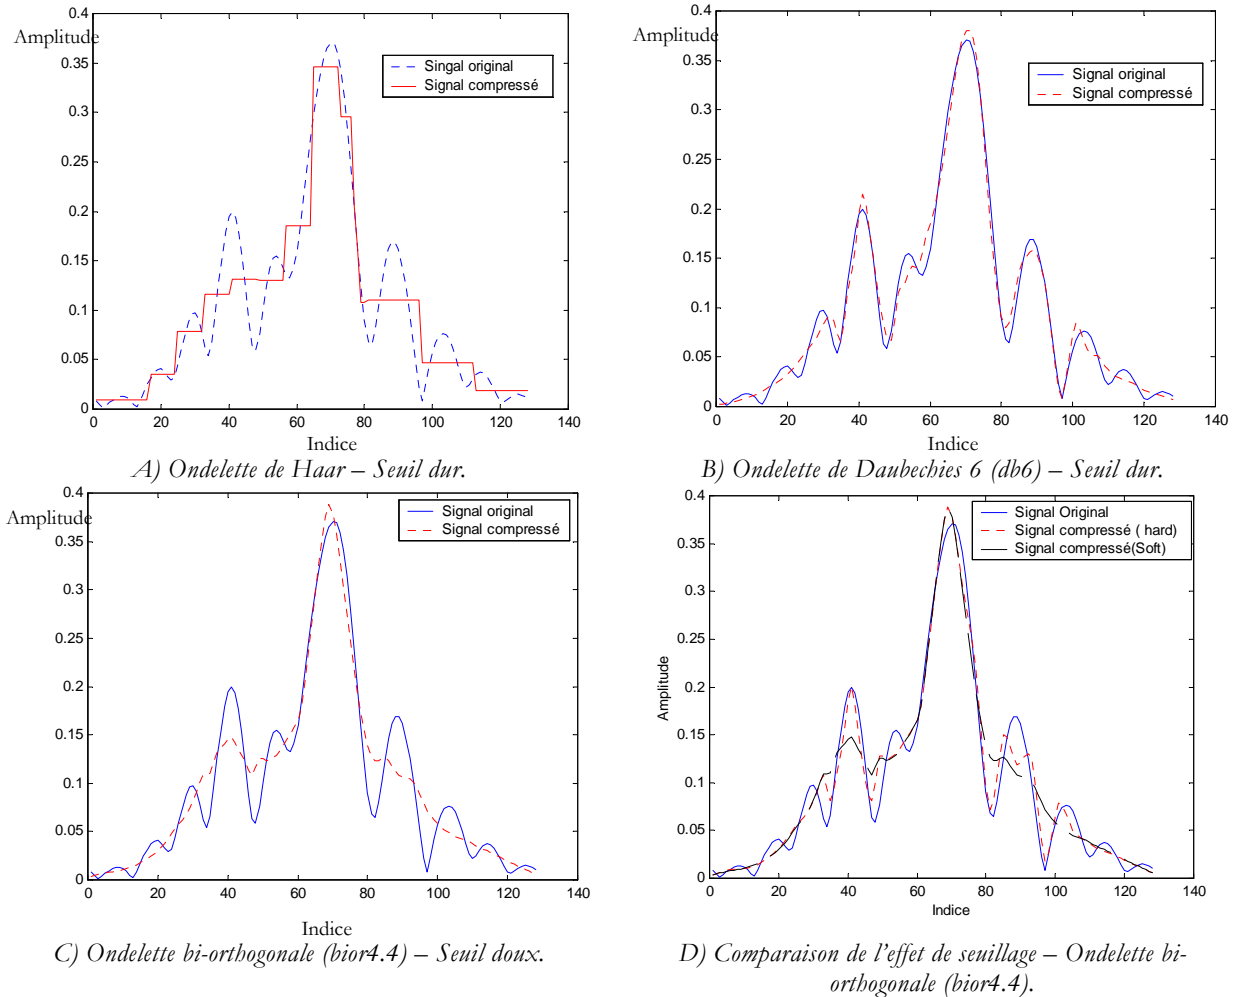 0.4
Amplitude
0.35
0.3
0.25
0.2
0.15
0.1
0.05
0
0 20 40 60 80 100 120 140
Singal original
Signal compressé
Indice
A) Ondelette de Haar – Seuil dur.
0.4
Amplitude
0.35
0.3
0.25
0.2
0.15
0.1
0.05
0
0 20 40 60 80 100 120 140
Signal original
Signal compressé
Indice
B) Ondelette de Daubechies 6 (db6) – Seuil dur.
0.4
Amplitude
0.35
0.3
0.25
0.2
0.15
0.1
0.05
0
0 20 40 60 80 100 120 140
Signal original
Signal compressé
Indice
C) Ondelette bi-orthogonale (bior4.4) – Seuil doux.
0.4
0.35
0.3
0.25
0.2
0.15
0.1
0.05
0
Amplitude
0 20 40 60 80 100 120 140
Signal Original
Signal compressé ( hard)
Signal compressé(Soft)
Indice
D) Comparaison de l'effet de seuillage – Ondelette bi-
orthogonale (bior4.4).